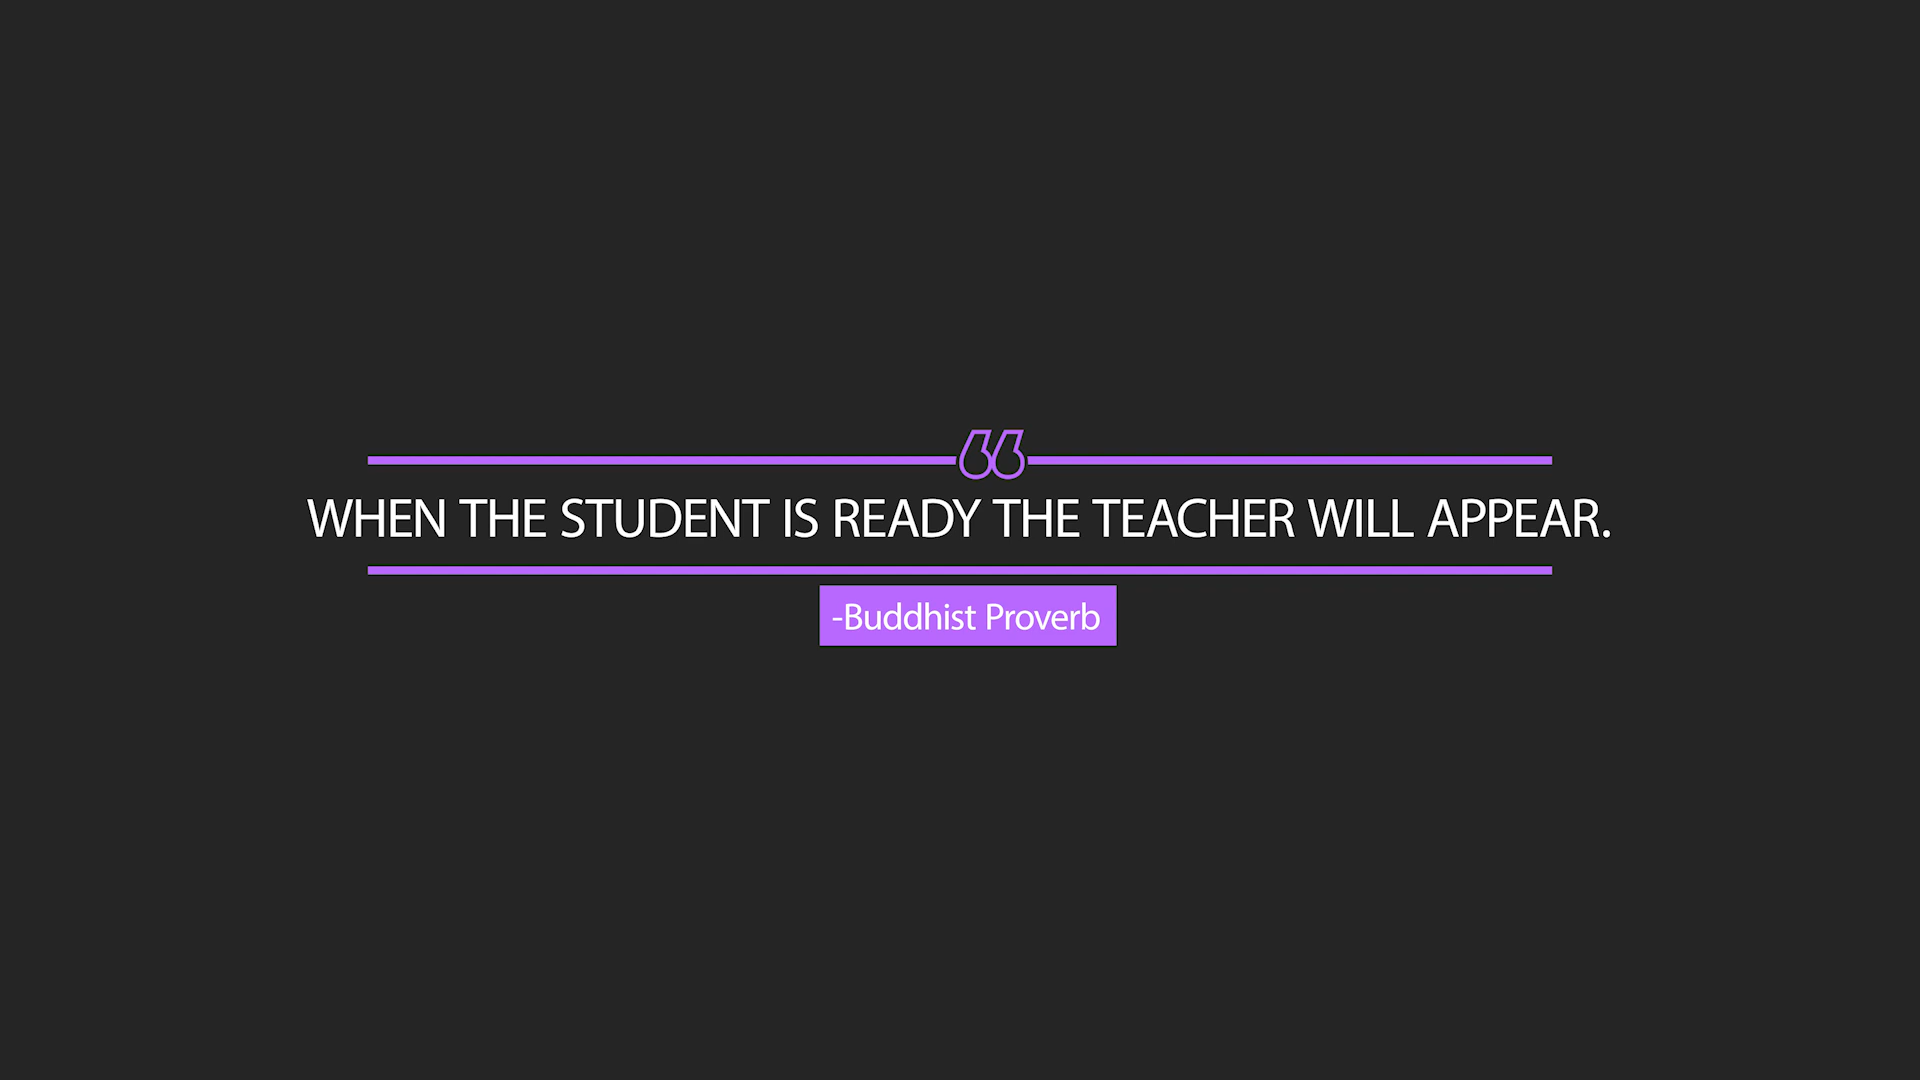 “
WHEN THE STUDENT IS READY THE TEACHER WILL APPEAR.
-Buddhist Proverb